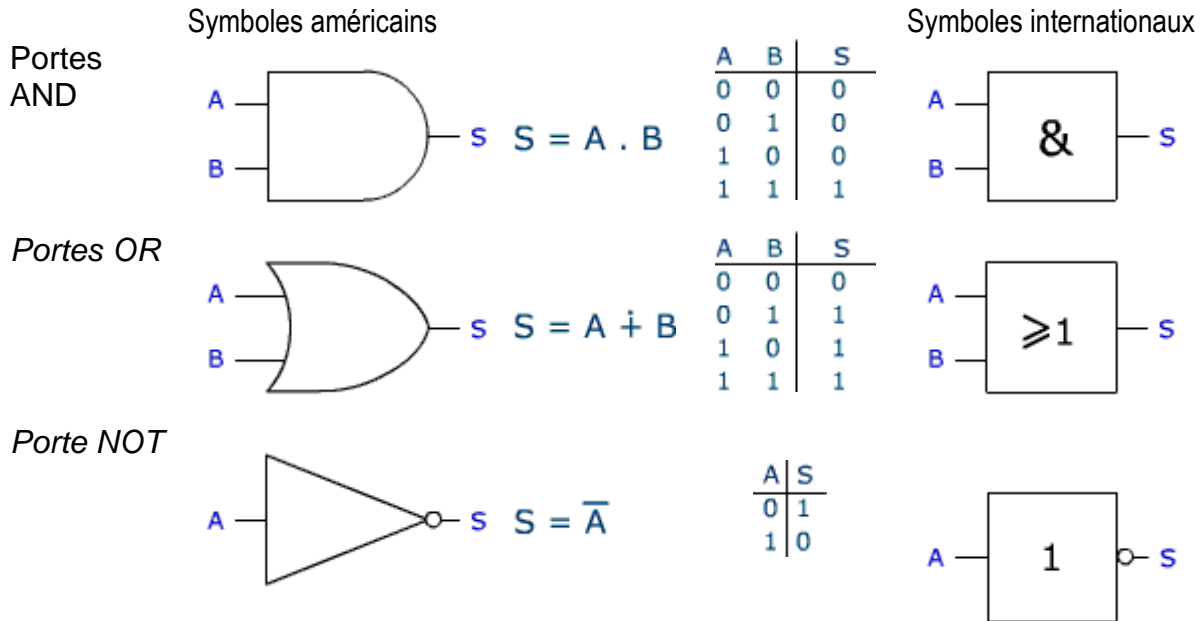 Symboles américains Symboles internationaux
Portes
AND
A B S
0 0 0
0 1 0
1 0 0
1 1 1
A
B
S
S = A . B
A
B
&
S
Portes OR
A B S
0 0 0
0 1 1
1 0 1
1 1 1
A
B
S
S = A ∔ B
A
B
⩾1
S
Porte NOT
A S
0 1
1 0
A
S
S = A̅
A
1
S